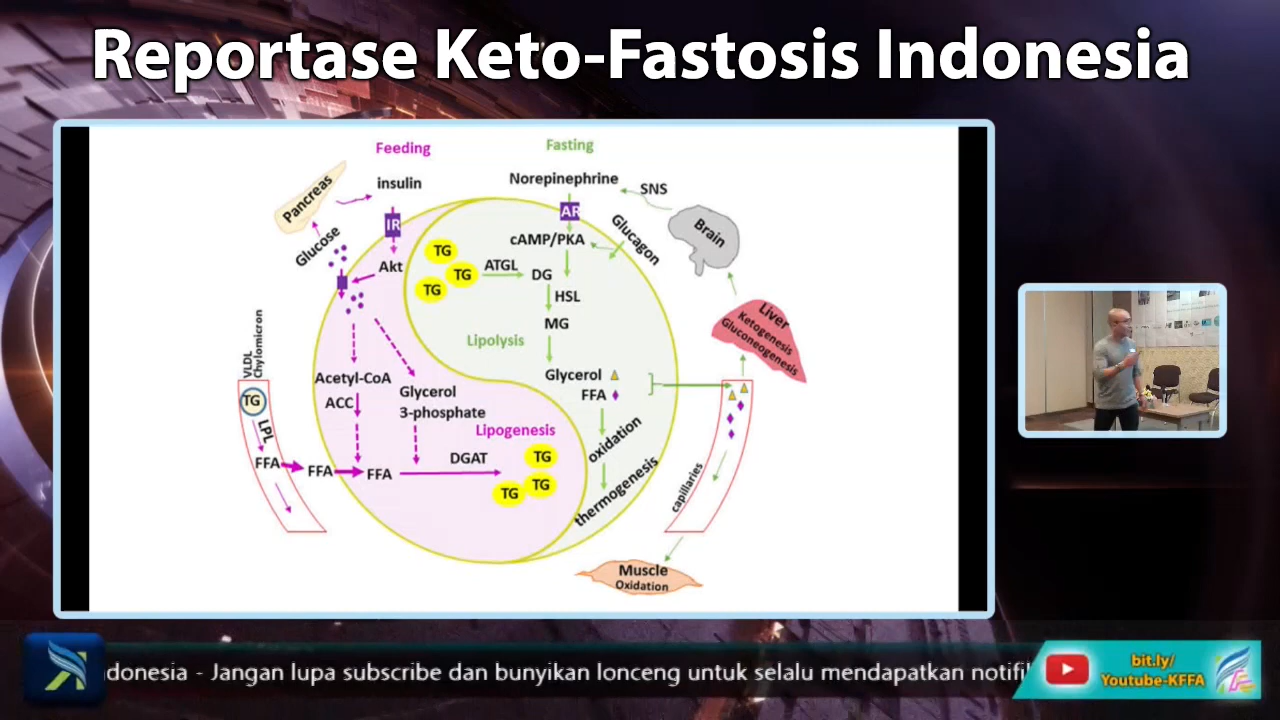 Reportase Keto-Fastosis Indonesia
Feeding
Fasting
Pancreas
insulin
Norepinephrine
SNS
IR
AR
Brain
Glucose
Akt
cAMP/PKA
Glucagon
TG
TG
TG
ATGL
DG
HSL
MG
Lipolysis
Glycerol
FFA
Liver
Ketogenesis
Gluconeogenesis
VLDL
Chylomicron
TG
LPL
Acetyl-CoA
ACC
Glycerol
3-phosphate
Lipogenesis
FFA
FFA
FFA
DGAT
TG
TG
TG
oxidation
thermogenesis
capillaries
Muscle
Oxidation
ndonesia - Jangan lupa subscribe dan bunyikan lonceng untuk selalu mendapatkan notifi
bit.ly/
Youtube-KFFA